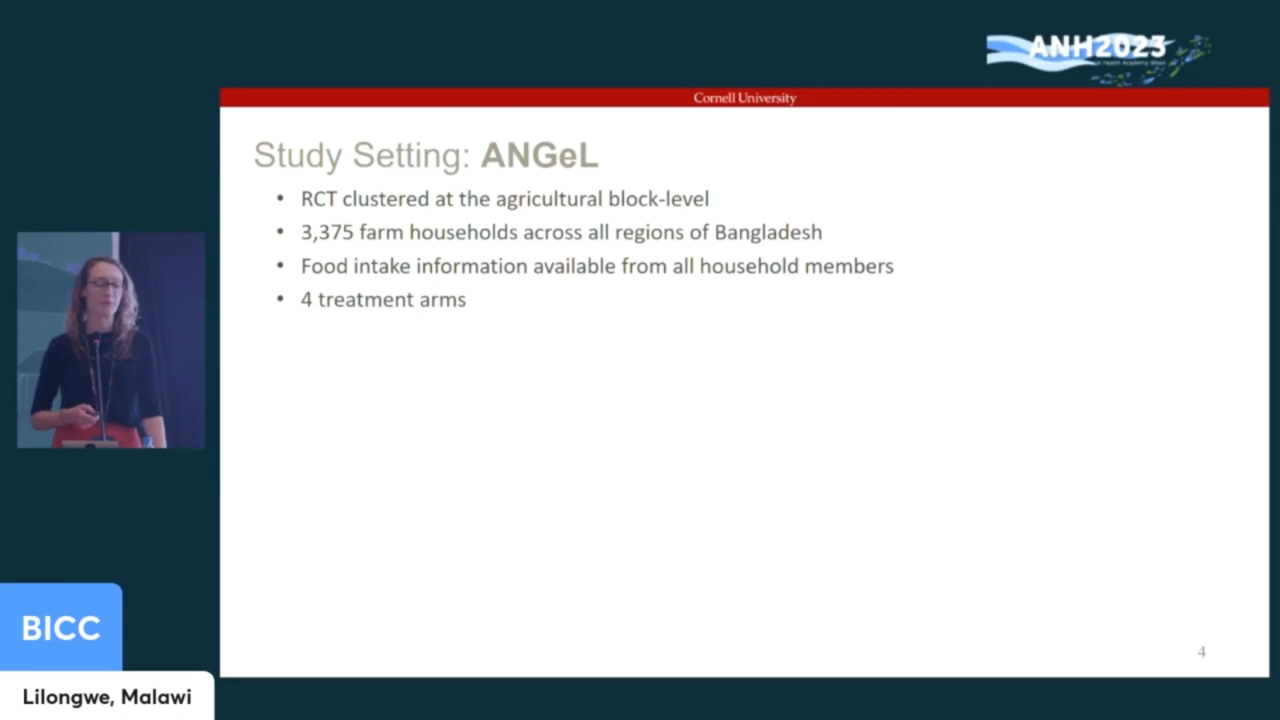 ANH2023
Cornell University
Study Setting: ANGeL
• RCT clustered at the agricultural block-level
• 3,375 farm households across all regions of Bangladesh
• Food intake information available from all household members
• 4 treatment arms
BICC
4
Lilongwe, Malawi